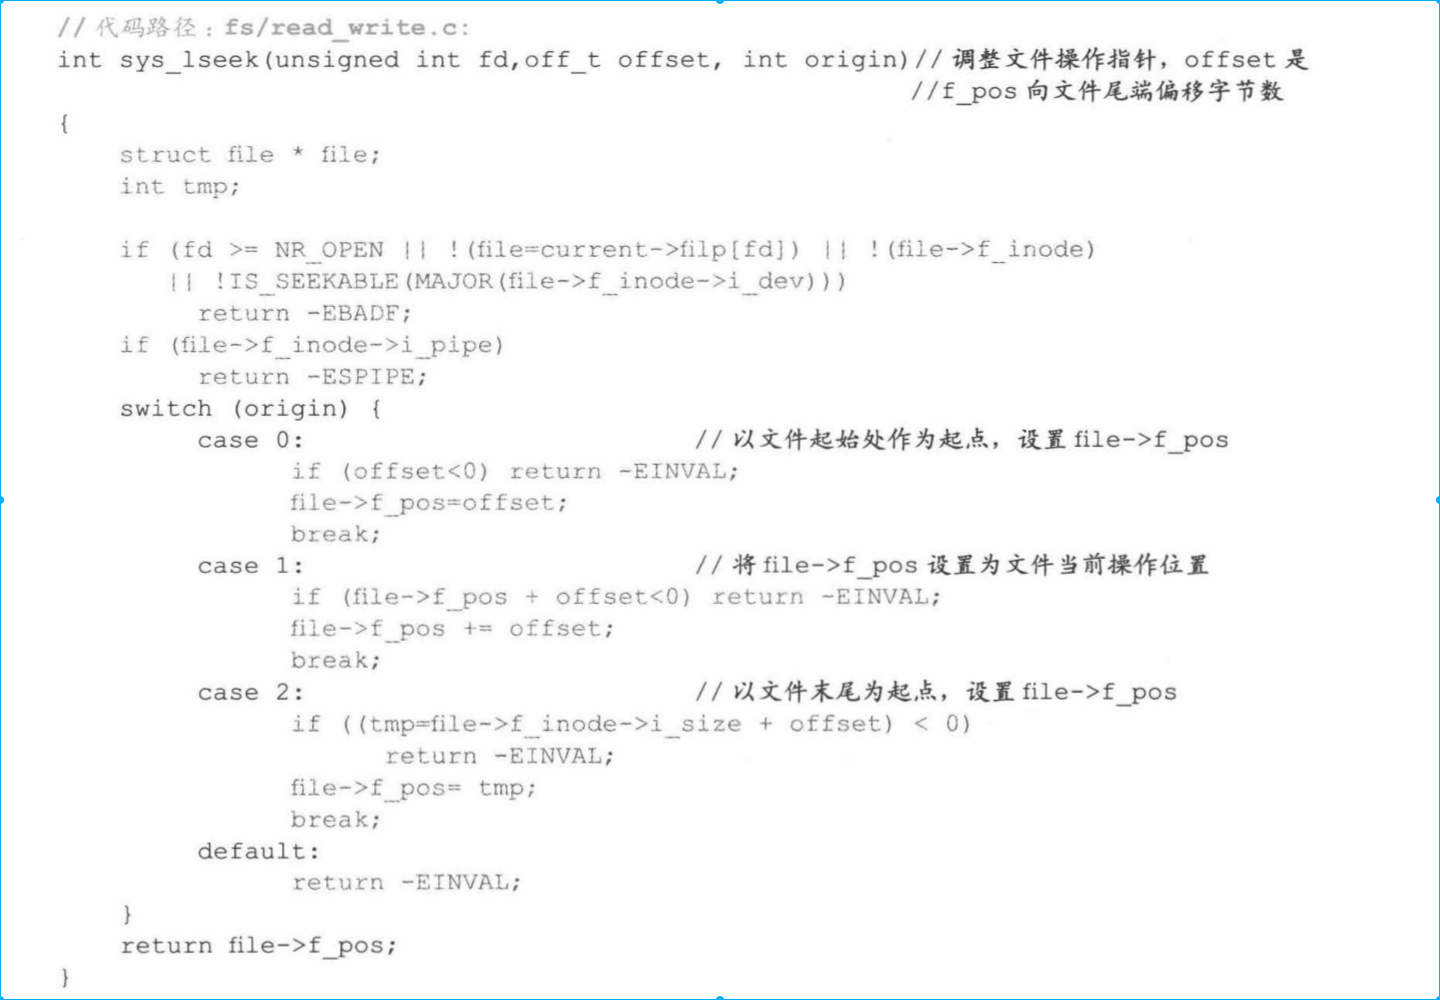 // 代码路径：fs/read_write.c:
int sys_lseek(unsigned int fd,off_t offset, int origin)// 调整文件操作指针，offset 是
//f_pos 向文件尾端偏移字节数
{
struct file * file;
int tmp;
if (fd >= NR_OPEN || !(file=current->filp[fd]) || !(file->f_inode)
|| !IS_SEEKABLE(MAJOR(file->f_inode->i_dev)))
return -EBADF;
if (file->f_inode->i_pipe)
return -ESPIPE;
switch (origin) {
case 0: // 以文件起始处作为起点，设置 file->f_pos
if (offset<0) return -EINVAL;
file->f_pos=offset;
break;
case 1: // 将 file->f_pos 设置为文件当前操作位置
if (file->f_pos + offset<0) return -EINVAL;
file->f_pos += offset;
break;
case 2: // 以文件末尾为起点，设置 file->f_pos
if ((tmp=file->f_inode->i_size + offset) < 0)
return -EINVAL;
file->f_pos= tmp;
break;
default:
return -EINVAL;
}
return file->f_pos;
}